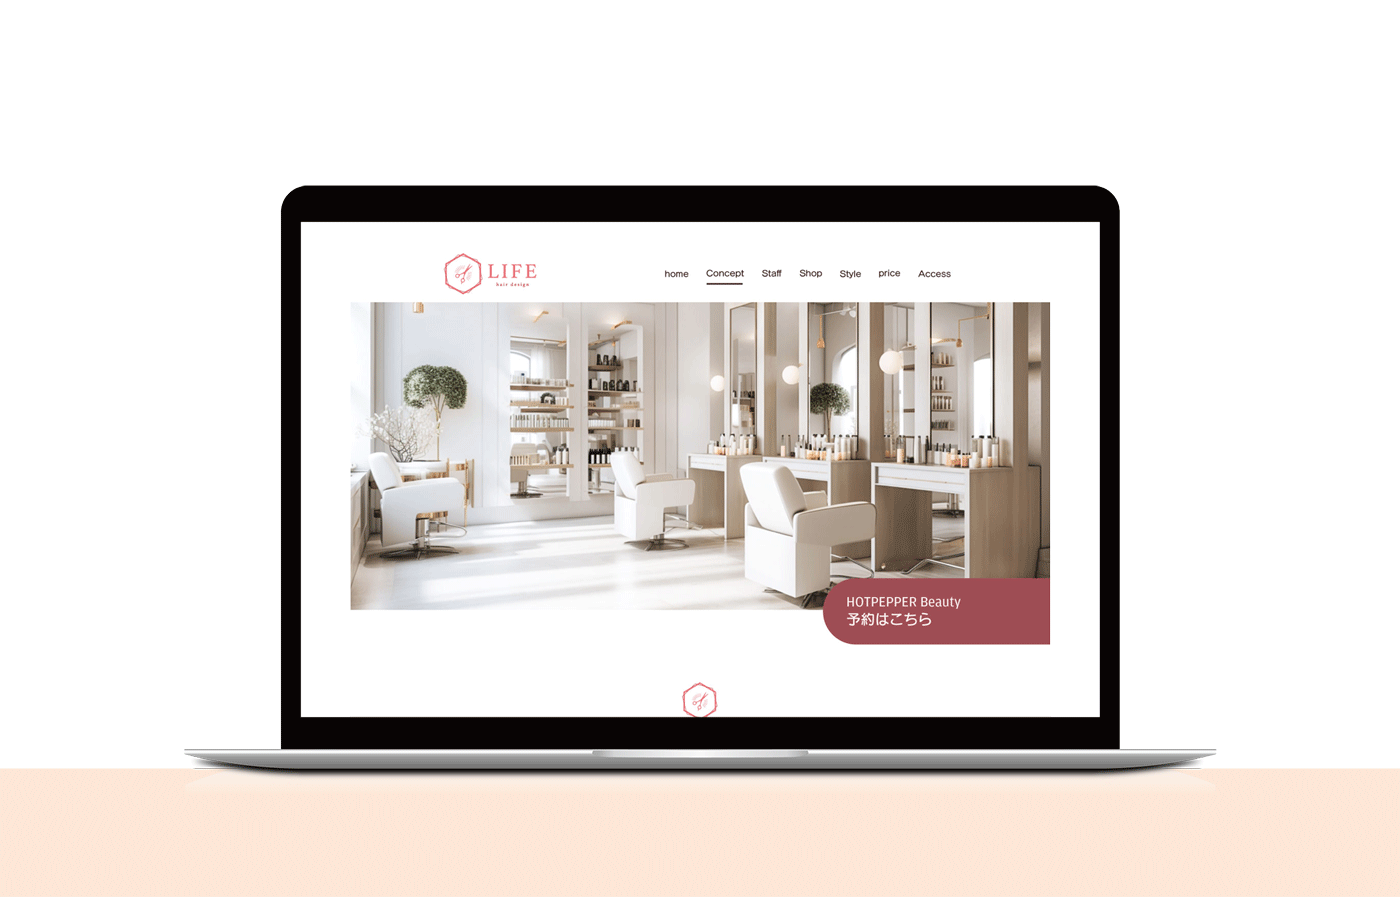 LIFE
hair design
home Concept Staff Shop Style price Access
HOTPEPPER Beauty
予約はこちら